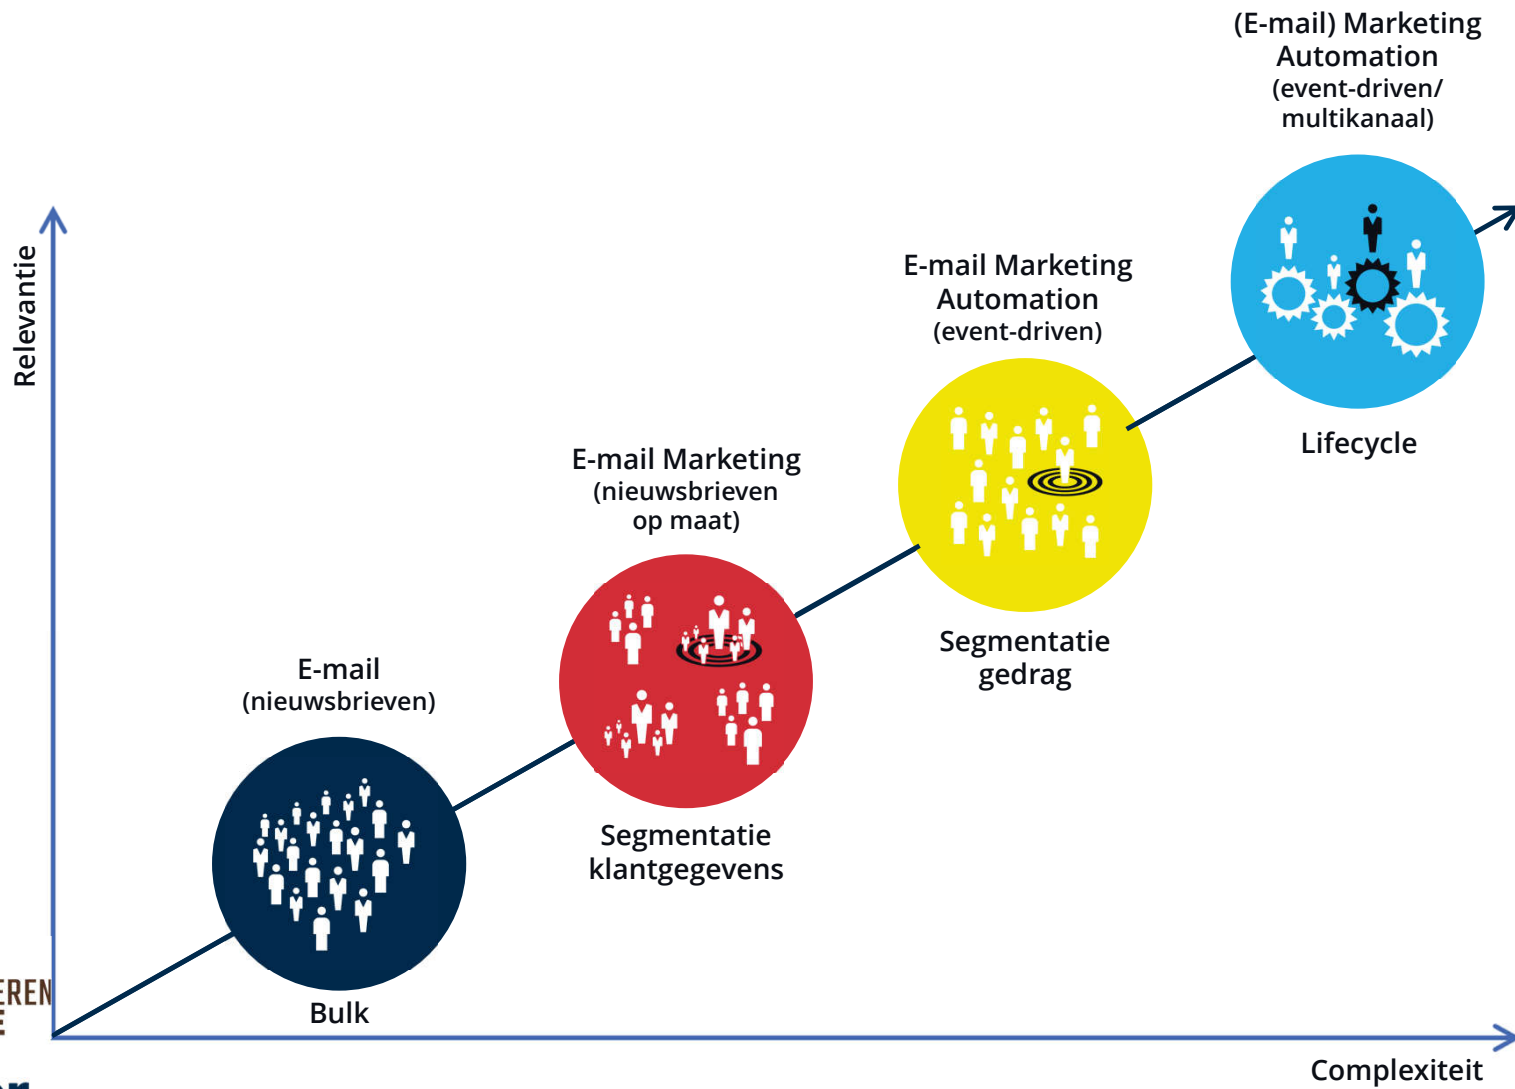 (E-mail) Marketing
Automation
(event-driven/
multikanaal)
Relevantie
E-mail Marketing
Automation
(event-driven)
Lifecycle
E-mail Marketing
(nieuwsbrieven
op maat)
Segmentatie
gedrag
E-mail
(nieuwsbrieven)
Segmentatie
klantgegevens
Bulk
Complexiteit